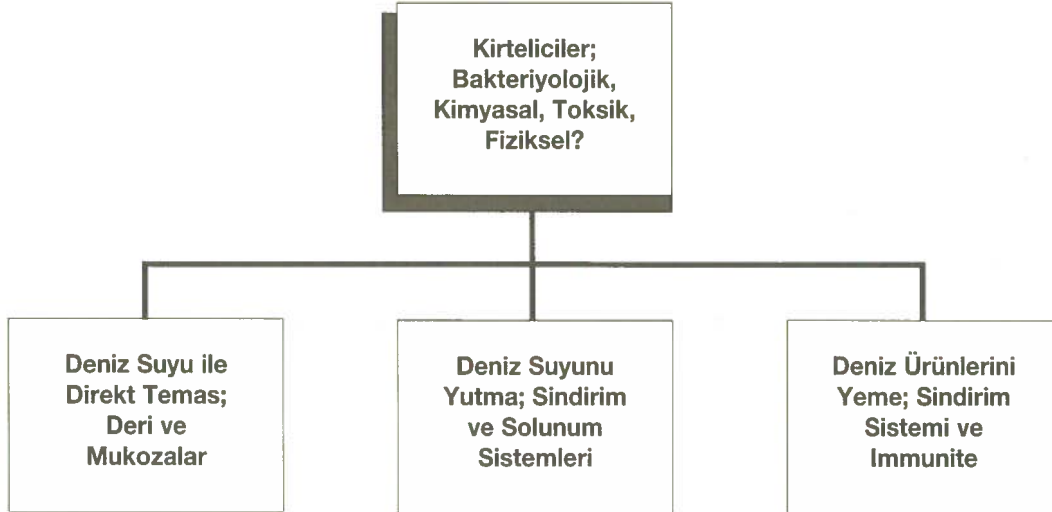 Kirteliciler;
Bakteriyolojik,
Kimyasal, Toksik,
Fiziksel?
Deniz Suyu ile
Direkt Temas;
Deri ve
Mukozalar
Deniz Suyunu
Yutma; Sindirim
ve Solunum
Sistemleri
Deniz Ürünlerini
Yeme; Sindirim
Sistemi ve
Immunite